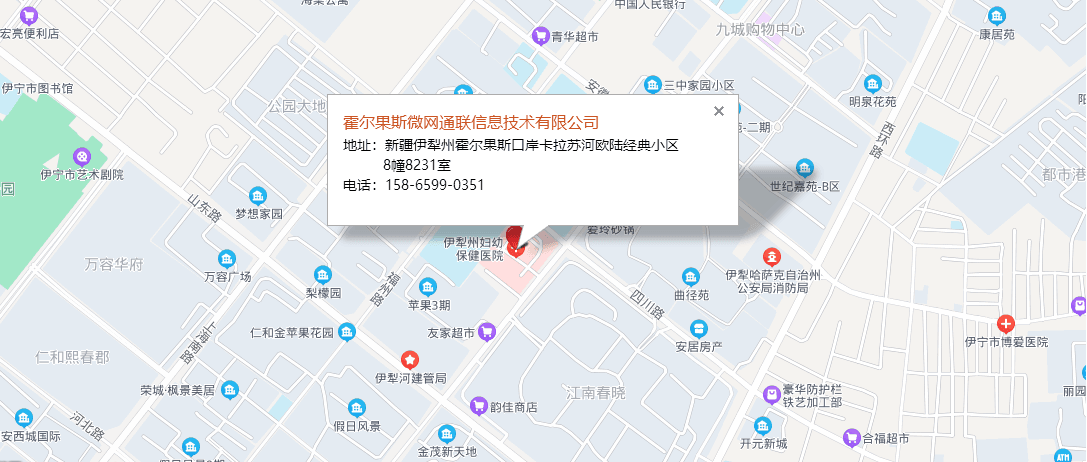 中国人民银行
康居苑
宏亮便利店
青华超市
九城购物中心
伊宁市图书馆
公园大地
三中家园小区
明泉花苑
霍尔果斯微网通联信息技术有限公司
地址：新疆伊犁州霍尔果斯口岸卡拉苏河欧陆经典小区
8幢8231室
电话：158-6599-0351
二期
西环路
伊宁市艺术剧院
园
都市港
世纪嘉苑-B区
山东路
梦想家园
爱玲砂锅
伊犁州妇幼
保健医院
万容华府
万容广场
梨檬园
福州路
苹果3期
曲径苑
伊犁哈萨克自治州
公安局消防局
四川路
上海南路
仁和金苹果花园
友家超市
安居房产
伊宁市博爱医院
仁和熙春郡
伊犁河建管局
荣城·枫景美居
江南春晓
豪华防护栏
铁艺加工部
韵佳商店
河北路
假日风景
安西城国际
金茂新天地
开元新城
合福超市
ATM